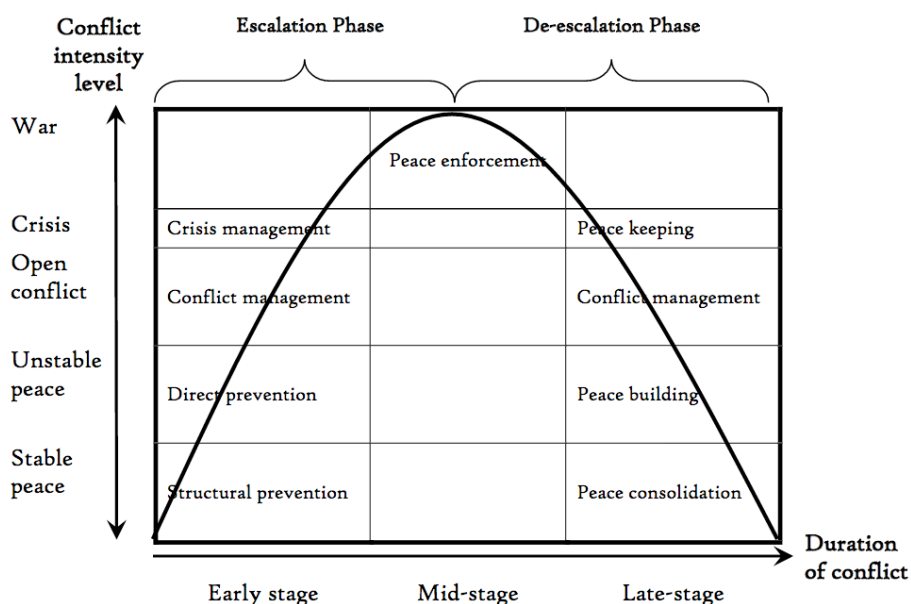 Conflict
intensity
level
Escalation Phase
De-escalation Phase
War
Peace enforcement
Crisis
Crisis management
Peace keeping
Open
conflict
Conflict management
Conflict management
Unstable
peace
Direct prevention
Peace building
Stable
peace
Structural prevention
Peace consolidation
Duration
of conflict
Early stage
Mid-stage
Late-stage